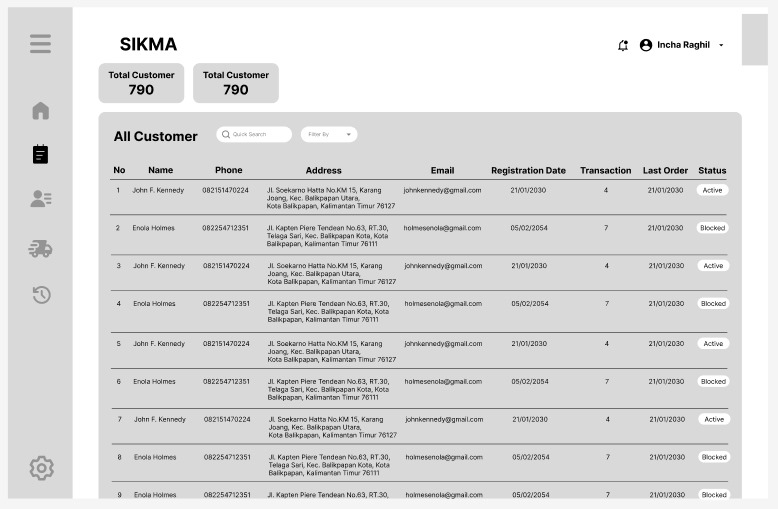 SIKMA
Incha Raghil
Total Customer
790
Total Customer
790
All Customer
Quick Search
Filter By
No Name Phone Address Email Registration Date Transaction Last Order Status
1 John F. Kennedy 082151470224 Jl. Soekarno Hatta No.KM 15, Karang johnkennedy@gmail.com 21/01/2030 4 21/01/2030 Active
Joang, Kec. Balikpapan Utara,
Kota Balikpapan, Kalimantan Timur 76127
2 Enola Holmes 082254712351 Jl. Kapten Piere Tendean No.63, RT.30, holmesenola@gmail.com 05/02/2054 7 21/01/2030 Blocked
Telaga Sari, Kec. Balikpapan Kota, Kota
Balikpapan, Kalimantan Timur 76111
3 John F. Kennedy 082151470224 Jl. Soekarno Hatta No.KM 15, Karang johnkennedy@gmail.com 21/01/2030 4 21/01/2030 Active
Joang, Kec. Balikpapan Utara,
Kota Balikpapan, Kalimantan Timur 76127
4 Enola Holmes 082254712351 Jl. Kapten Piere Tendean No.63, RT.30, holmesenola@gmail.com 05/02/2054 7 21/01/2030 Blocked
Telaga Sari, Kec. Balikpapan Kota, Kota
Balikpapan, Kalimantan Timur 76111
5 John F. Kennedy 082151470224 Jl. Soekarno Hatta No.KM 15, Karang johnkennedy@gmail.com 21/01/2030 4 21/01/2030 Active
Joang, Kec. Balikpapan Utara,
Kota Balikpapan, Kalimantan Timur 76127
6 Enola Holmes 082254712351 Jl. Kapten Piere Tendean No.63, RT.30, holmesenola@gmail.com 05/02/2054 7 21/01/2030 Blocked
Telaga Sari, Kec. Balikpapan Kota, Kota
Balikpapan, Kalimantan Timur 76111
7 John F. Kennedy 082151470224 Jl. Soekarno Hatta No.KM 15, Karang johnkennedy@gmail.com 21/01/2030 4 21/01/2030 Active
Joang, Kec. Balikpapan Utara,
Kota Balikpapan, Kalimantan Timur 76127
8 Enola Holmes 082254712351 Jl. Kapten Piere Tendean No.63, RT.30, holmesenola@gmail.com 05/02/2054 7 21/01/2030 Blocked
Telaga Sari, Kec. Balikpapan Kota, Kota
Balikpapan, Kalimantan Timur 76111
9 Enola Holmes 082254712351 Jl. Kapten Piere Tendean No.63, RT.30, holmesenola@gmail.com 05/02/2054 7 21/01/2030 Blocked